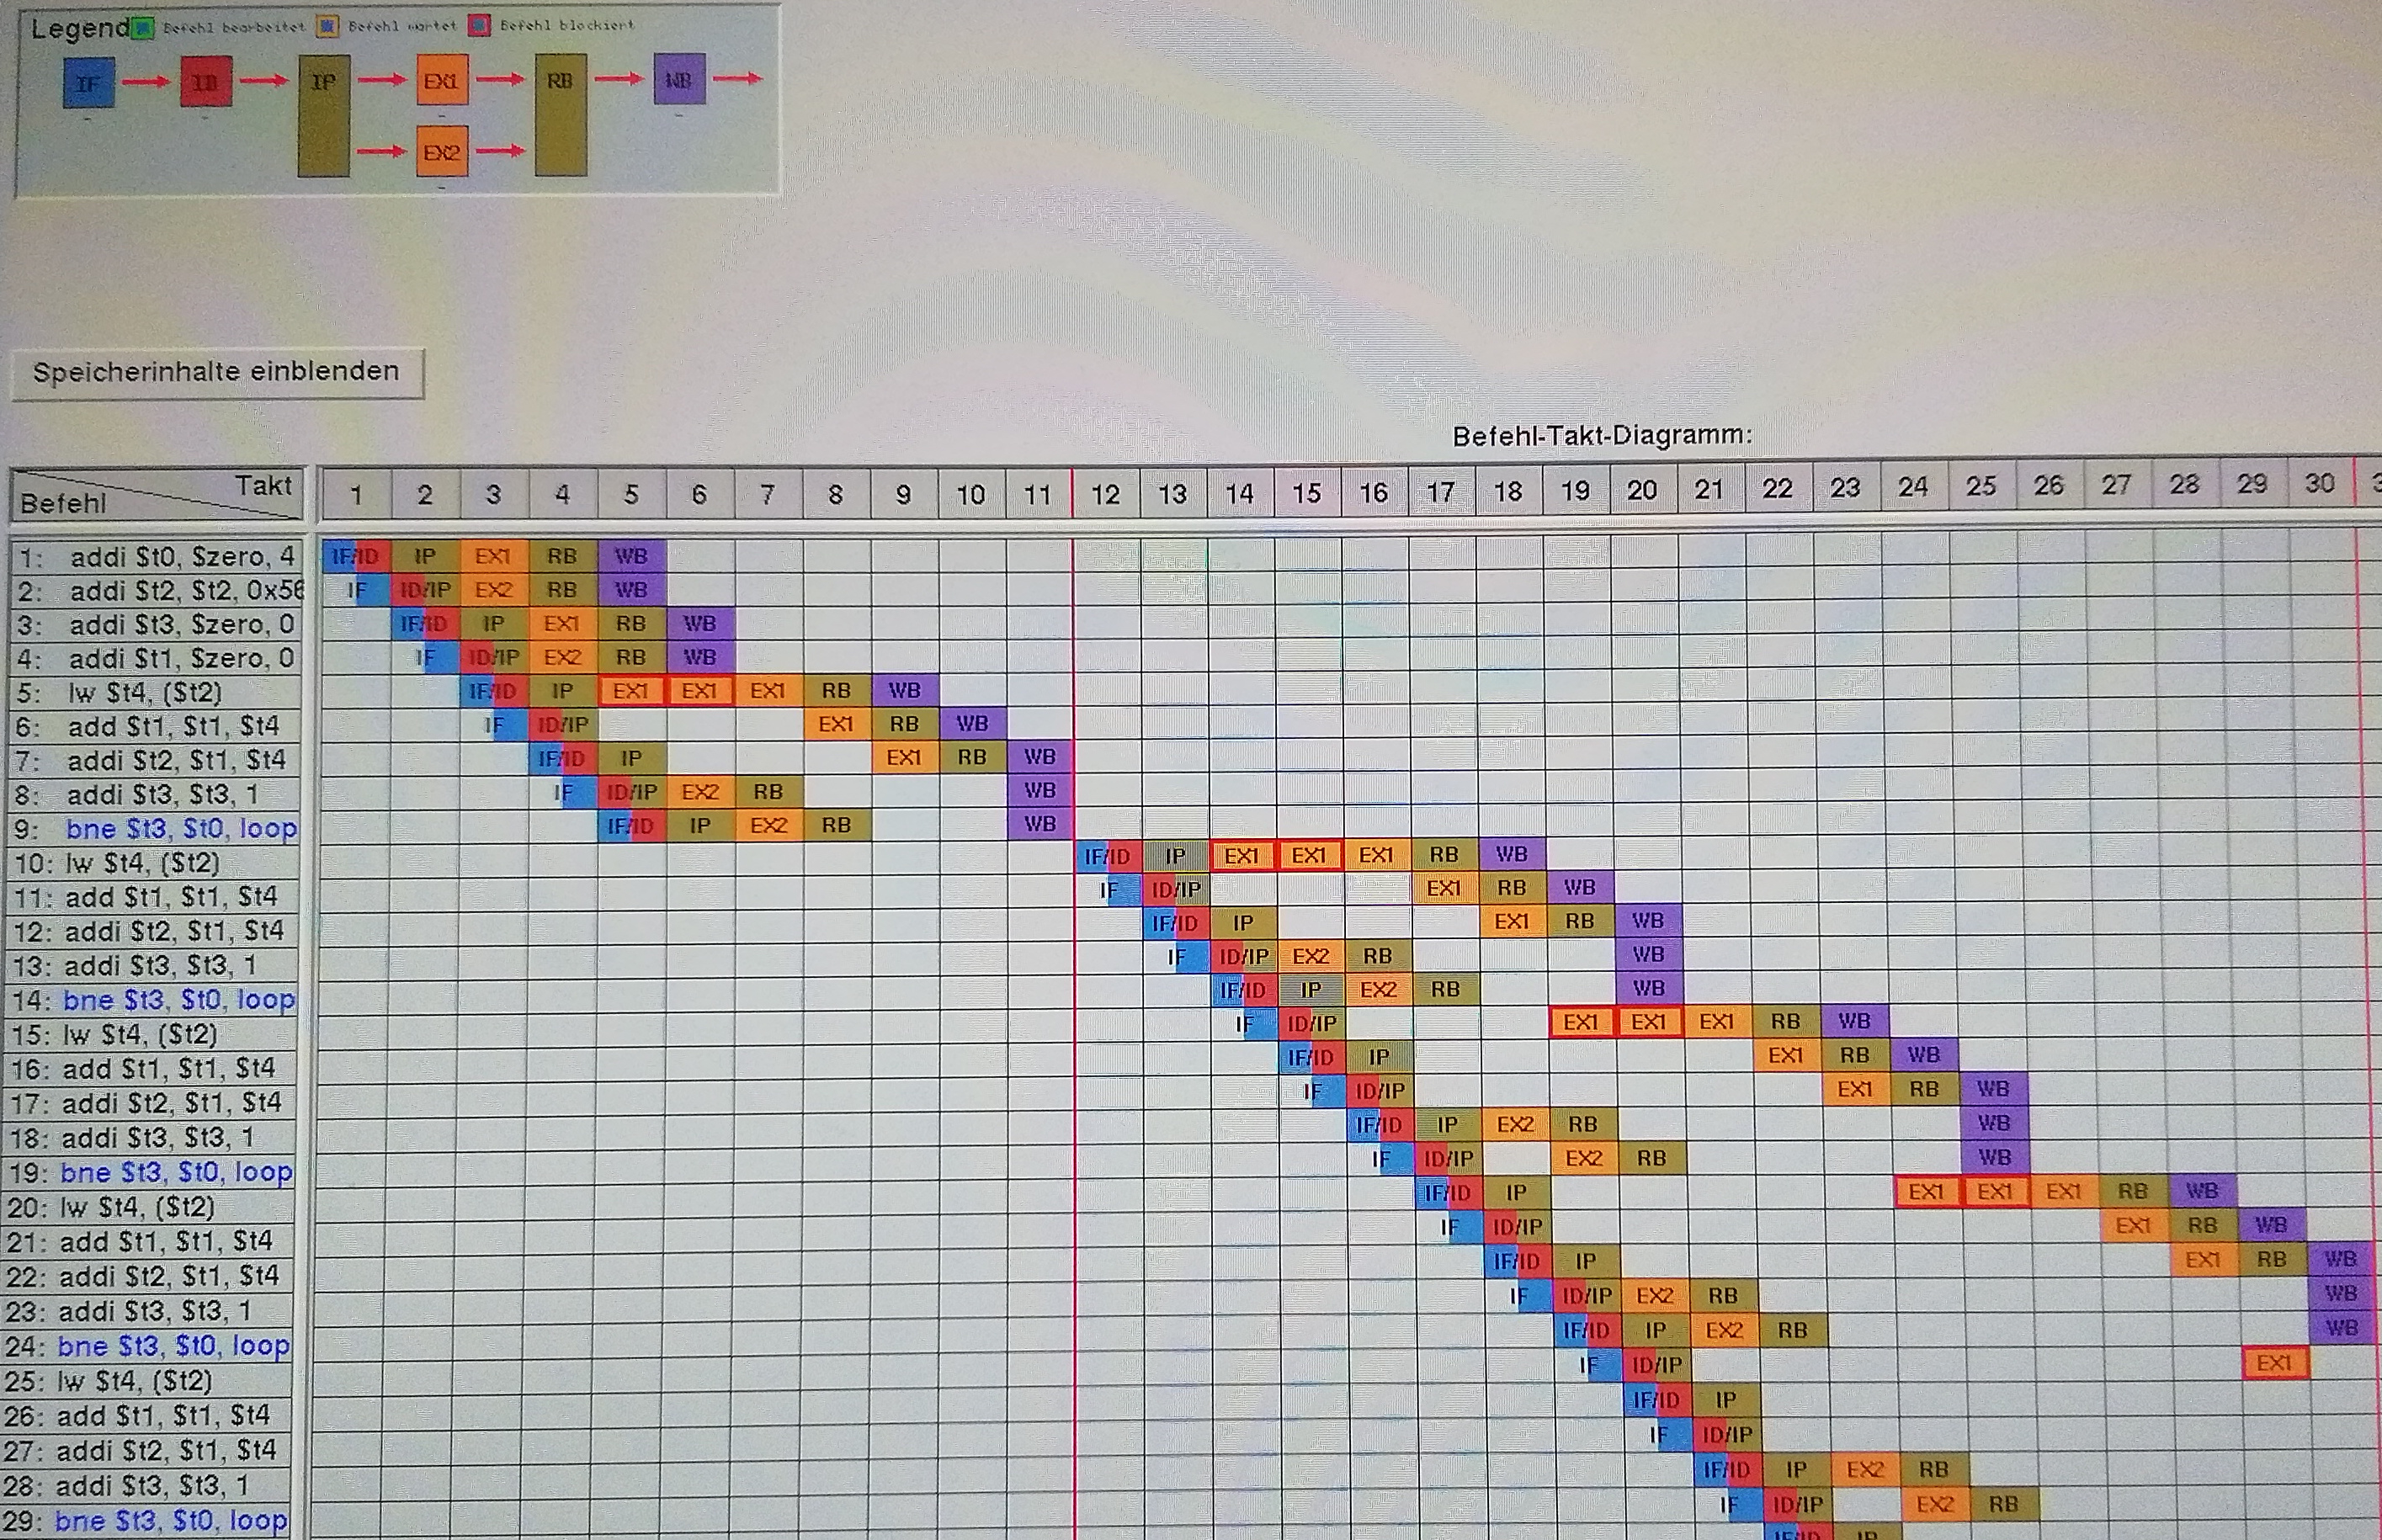 Legend Befehl bearbeitet Befehl wartet Befehl blockiert
IF IP EX1 RB WB
EX2
Speicherinhalte einblenden
Befehl-Takt-Diagramm:
Takt
Befehl
1 2 3 4 5 6 7 8 9 10 11 12 13 14 15 16 17 18 19 20 21 22 23 24 25 26 27 28 29 30 3
1: addi $t0, $zero, 4 IF/ID IP EX1 RB WB
2: addi $t2, $t2, 0x56 IF ID/IP EX2 RB WB
3: addi $t3, $zero, 0 IF/ID IP EX1 RB WB
4: addi $t1, $zero, 0 IF ID/IP EX2 RB WB
5: lw $t4, ($t2) IF/ID IP EX1 EX1 EX1 RB WB
6: add $t1, $t1, $t4 IF ID/IP EX1 RB WB
7: addi $t2, $t1, $t4 IF/ID IP EX1 RB WB
8: addi $t3, $t3, 1 IF ID/IP EX2 RB WB
9: bne $t3, $t0, loop IF/ID IP EX2 RB WB
10: lw $t4, ($t2) IF/ID IP EX1 EX1 EX1 RB WB
11: add $t1, $t1, $t4 IF ID/IP EX1 RB WB
12: addi $t2, $t1, $t4 IF/ID IP EX1 RB WB
13: addi $t3, $t3, 1 IF ID/IP EX2 RB WB
14: bne $t3, $t0, loop IF/ID IP EX2 RB WB
15: lw $t4, ($t2) IF ID/IP EX1 EX1 EX1 RB WB
16: add $t1, $t1, $t4 IF/ID IP EX1 RB WB
17: addi $t2, $t1, $t4 IF ID/IP EX1 RB WB
18: addi $t3, $t3, 1 IF/ID IP EX2 RB WB
19: bne $t3, $t0, loop IF ID/IP EX2 RB WB
20: lw $t4, ($t2) IF/ID IP EX1 EX1 EX1 RB WB
21: add $t1, $t1, $t4 IF ID/IP EX1 RB WB
22: addi $t2, $t1, $t4 IF/ID IP EX1 RB WB
23: addi $t3, $t3, 1 IF ID/IP EX2 RB WB
24: bne $t3, $t0, loop IF/ID IP EX2 RB WB
25: lw $t4, ($t2) IF ID/IP EX1
26: add $t1, $t1, $t4 IF/ID IP
27: addi $t2, $t1, $t4 IF ID/IP
28: addi $t3, $t3, 1 IF/ID IP EX2 RB
29: bne $t3, $t0, loop IF ID/IP EX2 RB
IF/ID IP